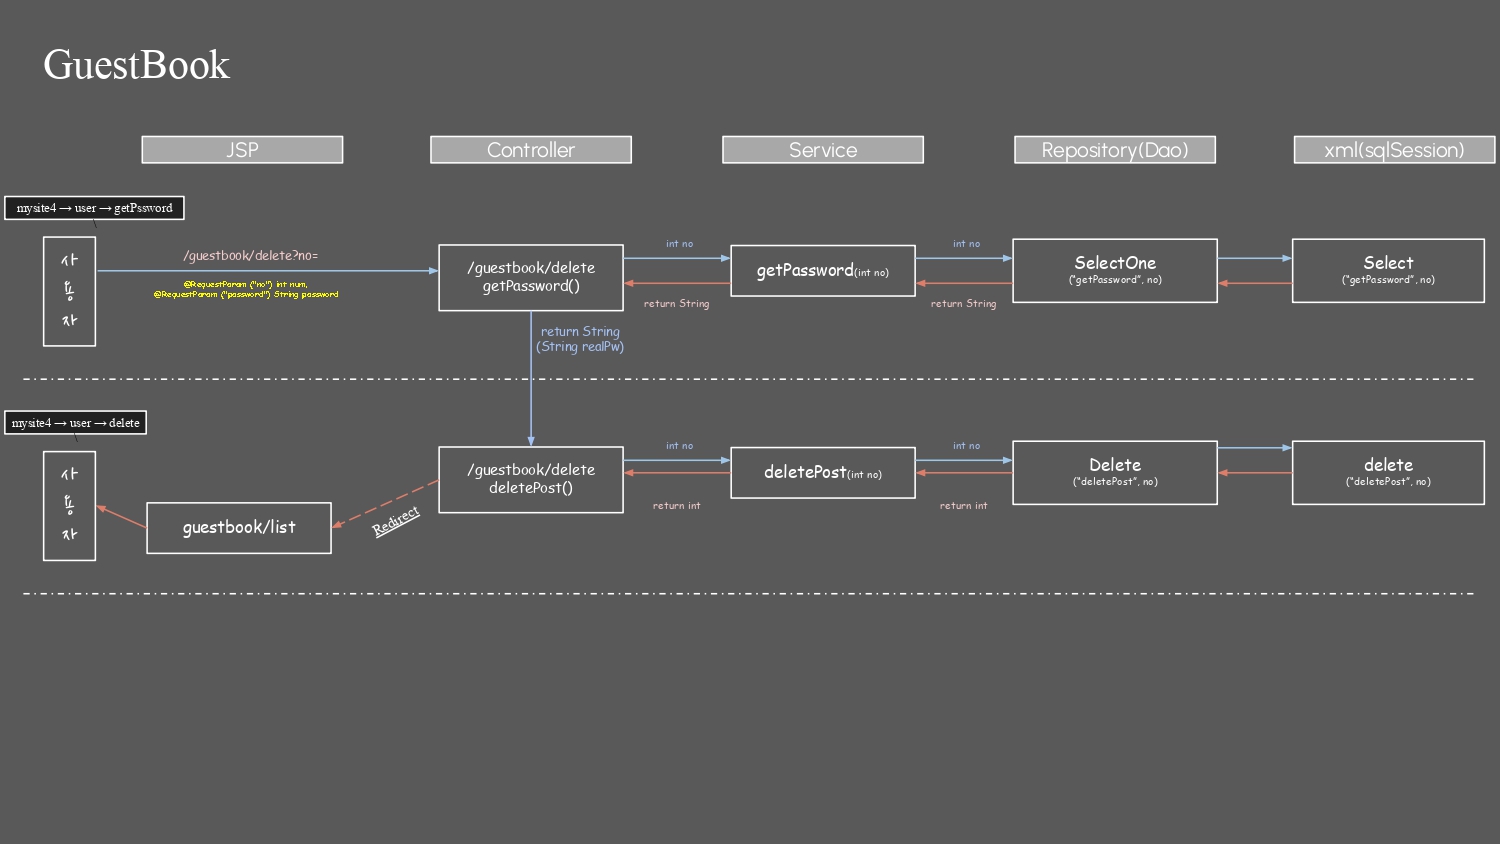 GuestBook
JSP
Controller
Service
Repository(Dao)
xml(sqlSession)
mysite4 → user → getPssword
사
용
자
/guestbook/delete?no=
@RequestParam ("no") int num,
@RequestParam ("password") String password
/guestbook/delete
getPassword()
int no
return String
getPassword(int no)
int no
return String
SelectOne
("getPassword", no)
Select
("getPassword", no)
return String
(String realPw)
mysite4 → user → delete
사
용
자
guestbook/list
Redirect
/guestbook/delete
deletePost()
int no
return int
deletePost(int no)
int no
return int
Delete
("deletePost", no)
delete
("deletePost", no)